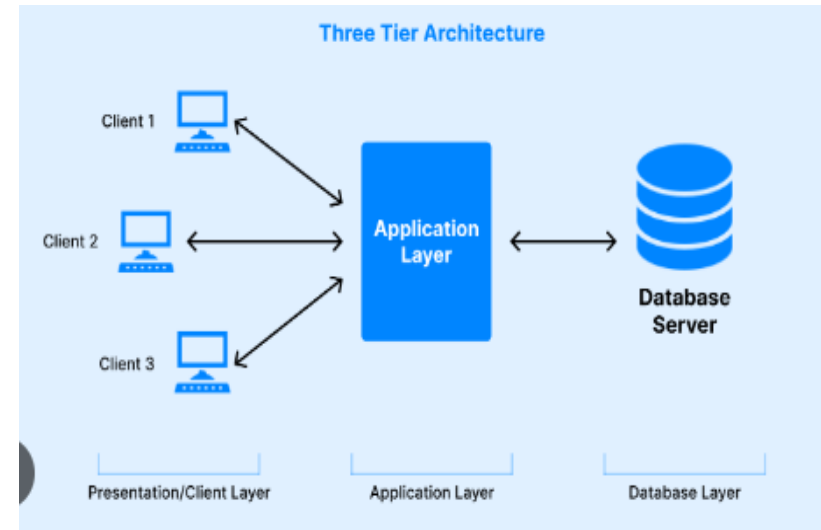 Three Tier Architecture
Client 1
Client 2
Client 3
Application
Layer
Database
Server
Presentation/Client Layer
Application Layer
Database Layer